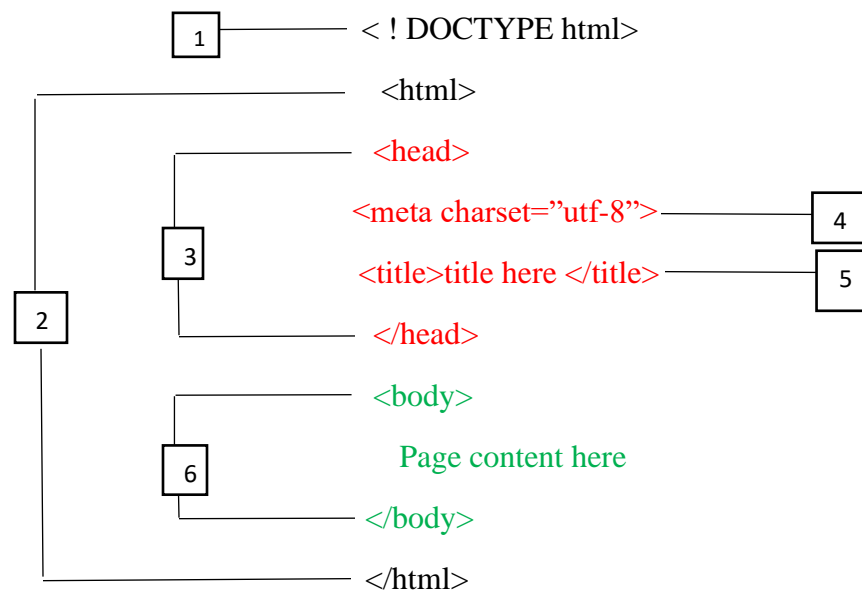 1 < ! DOCTYPE html>
<html>
<head>
<meta charset=”utf-8”> 4
3
<title>title here </title> 5
2
</head>
<body>
Page content here
6
</body>
</html>